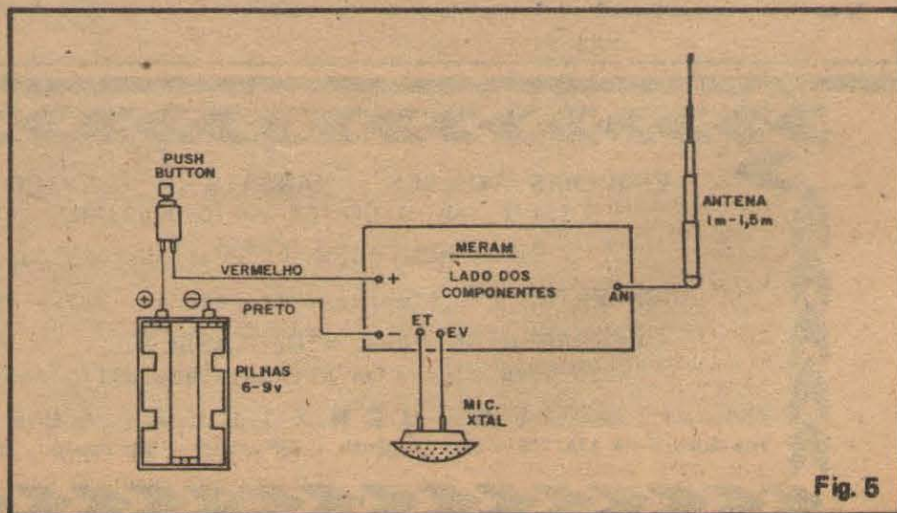 PUSH
BUTTON
ANTENA
1m-1,5m
MERAM
LADO DOS
COMPONENTES
VERMELHO
+
AN
⊕ ⊖
PRETO
-
ET EV
PILHAS
6-9v
MIC.
XTAL
Fig. 5